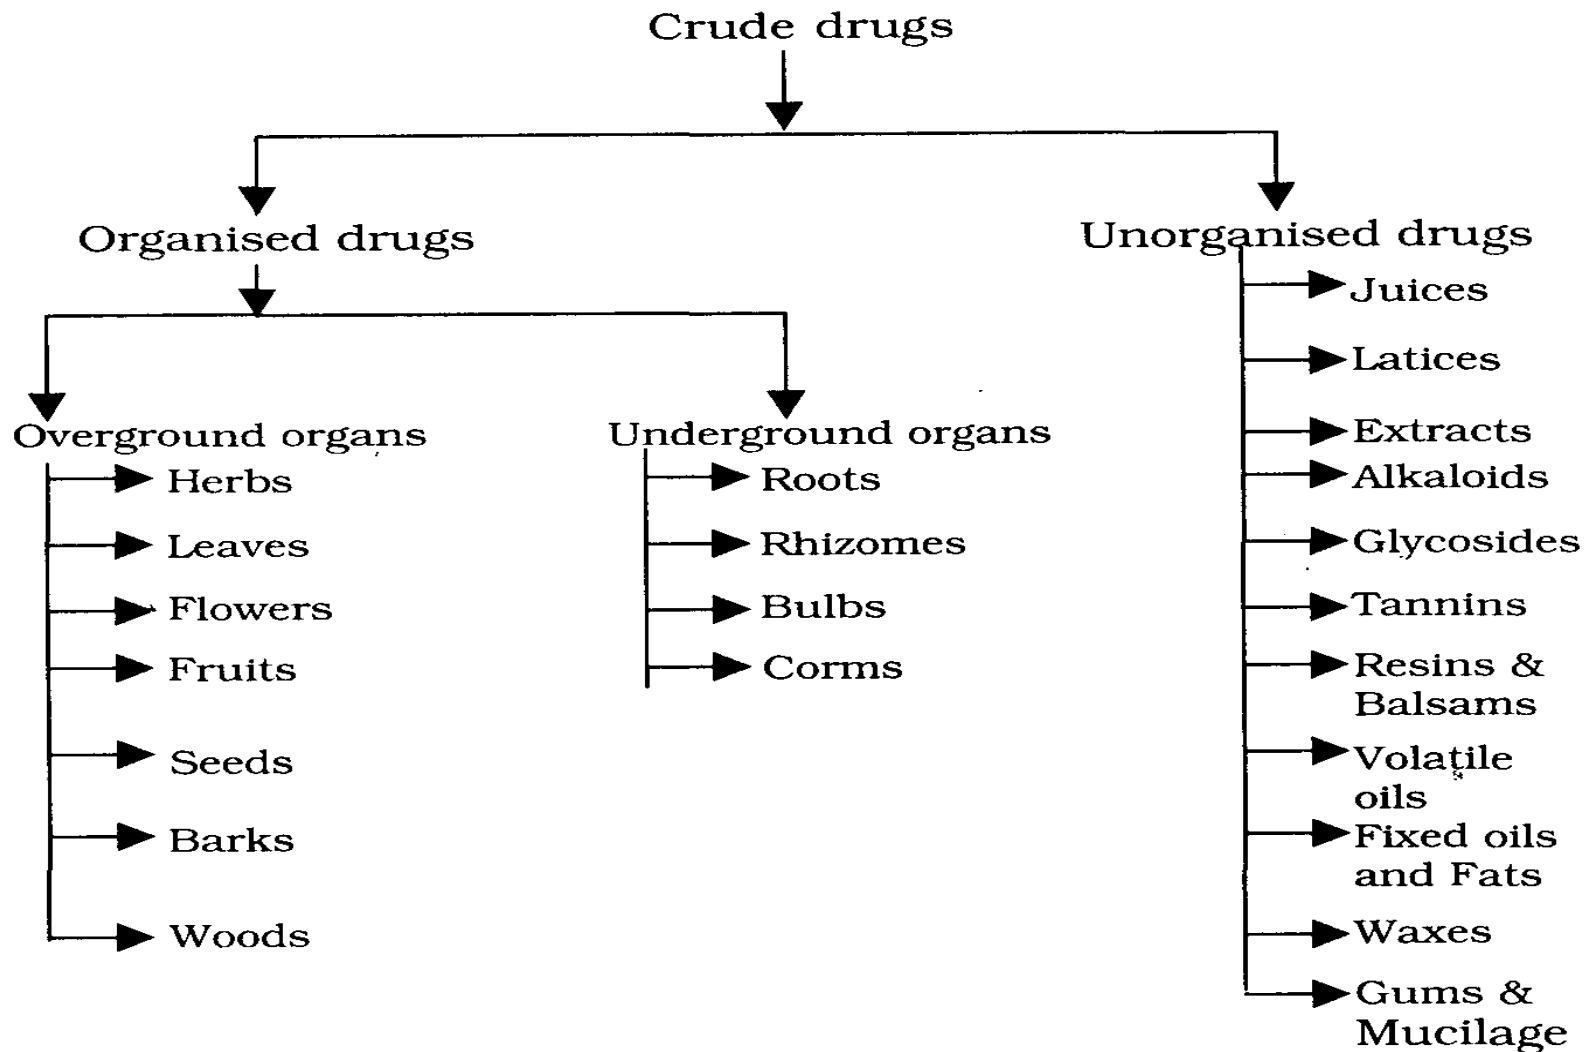 Crude drugs
Organised drugs
Unorganised drugs
Overground organs
Herbs
Leaves
Flowers
Fruits
Seeds
Barks
Woods
Underground organs
Roots
Rhizomes
Bulbs
Corms
Juices
Latices
Extracts
Alkaloids
Glycosides
Tannins
Resins &
Balsams
Volatile
oils
Fixed oils
and Fats
Waxes
Gums &
Mucilage